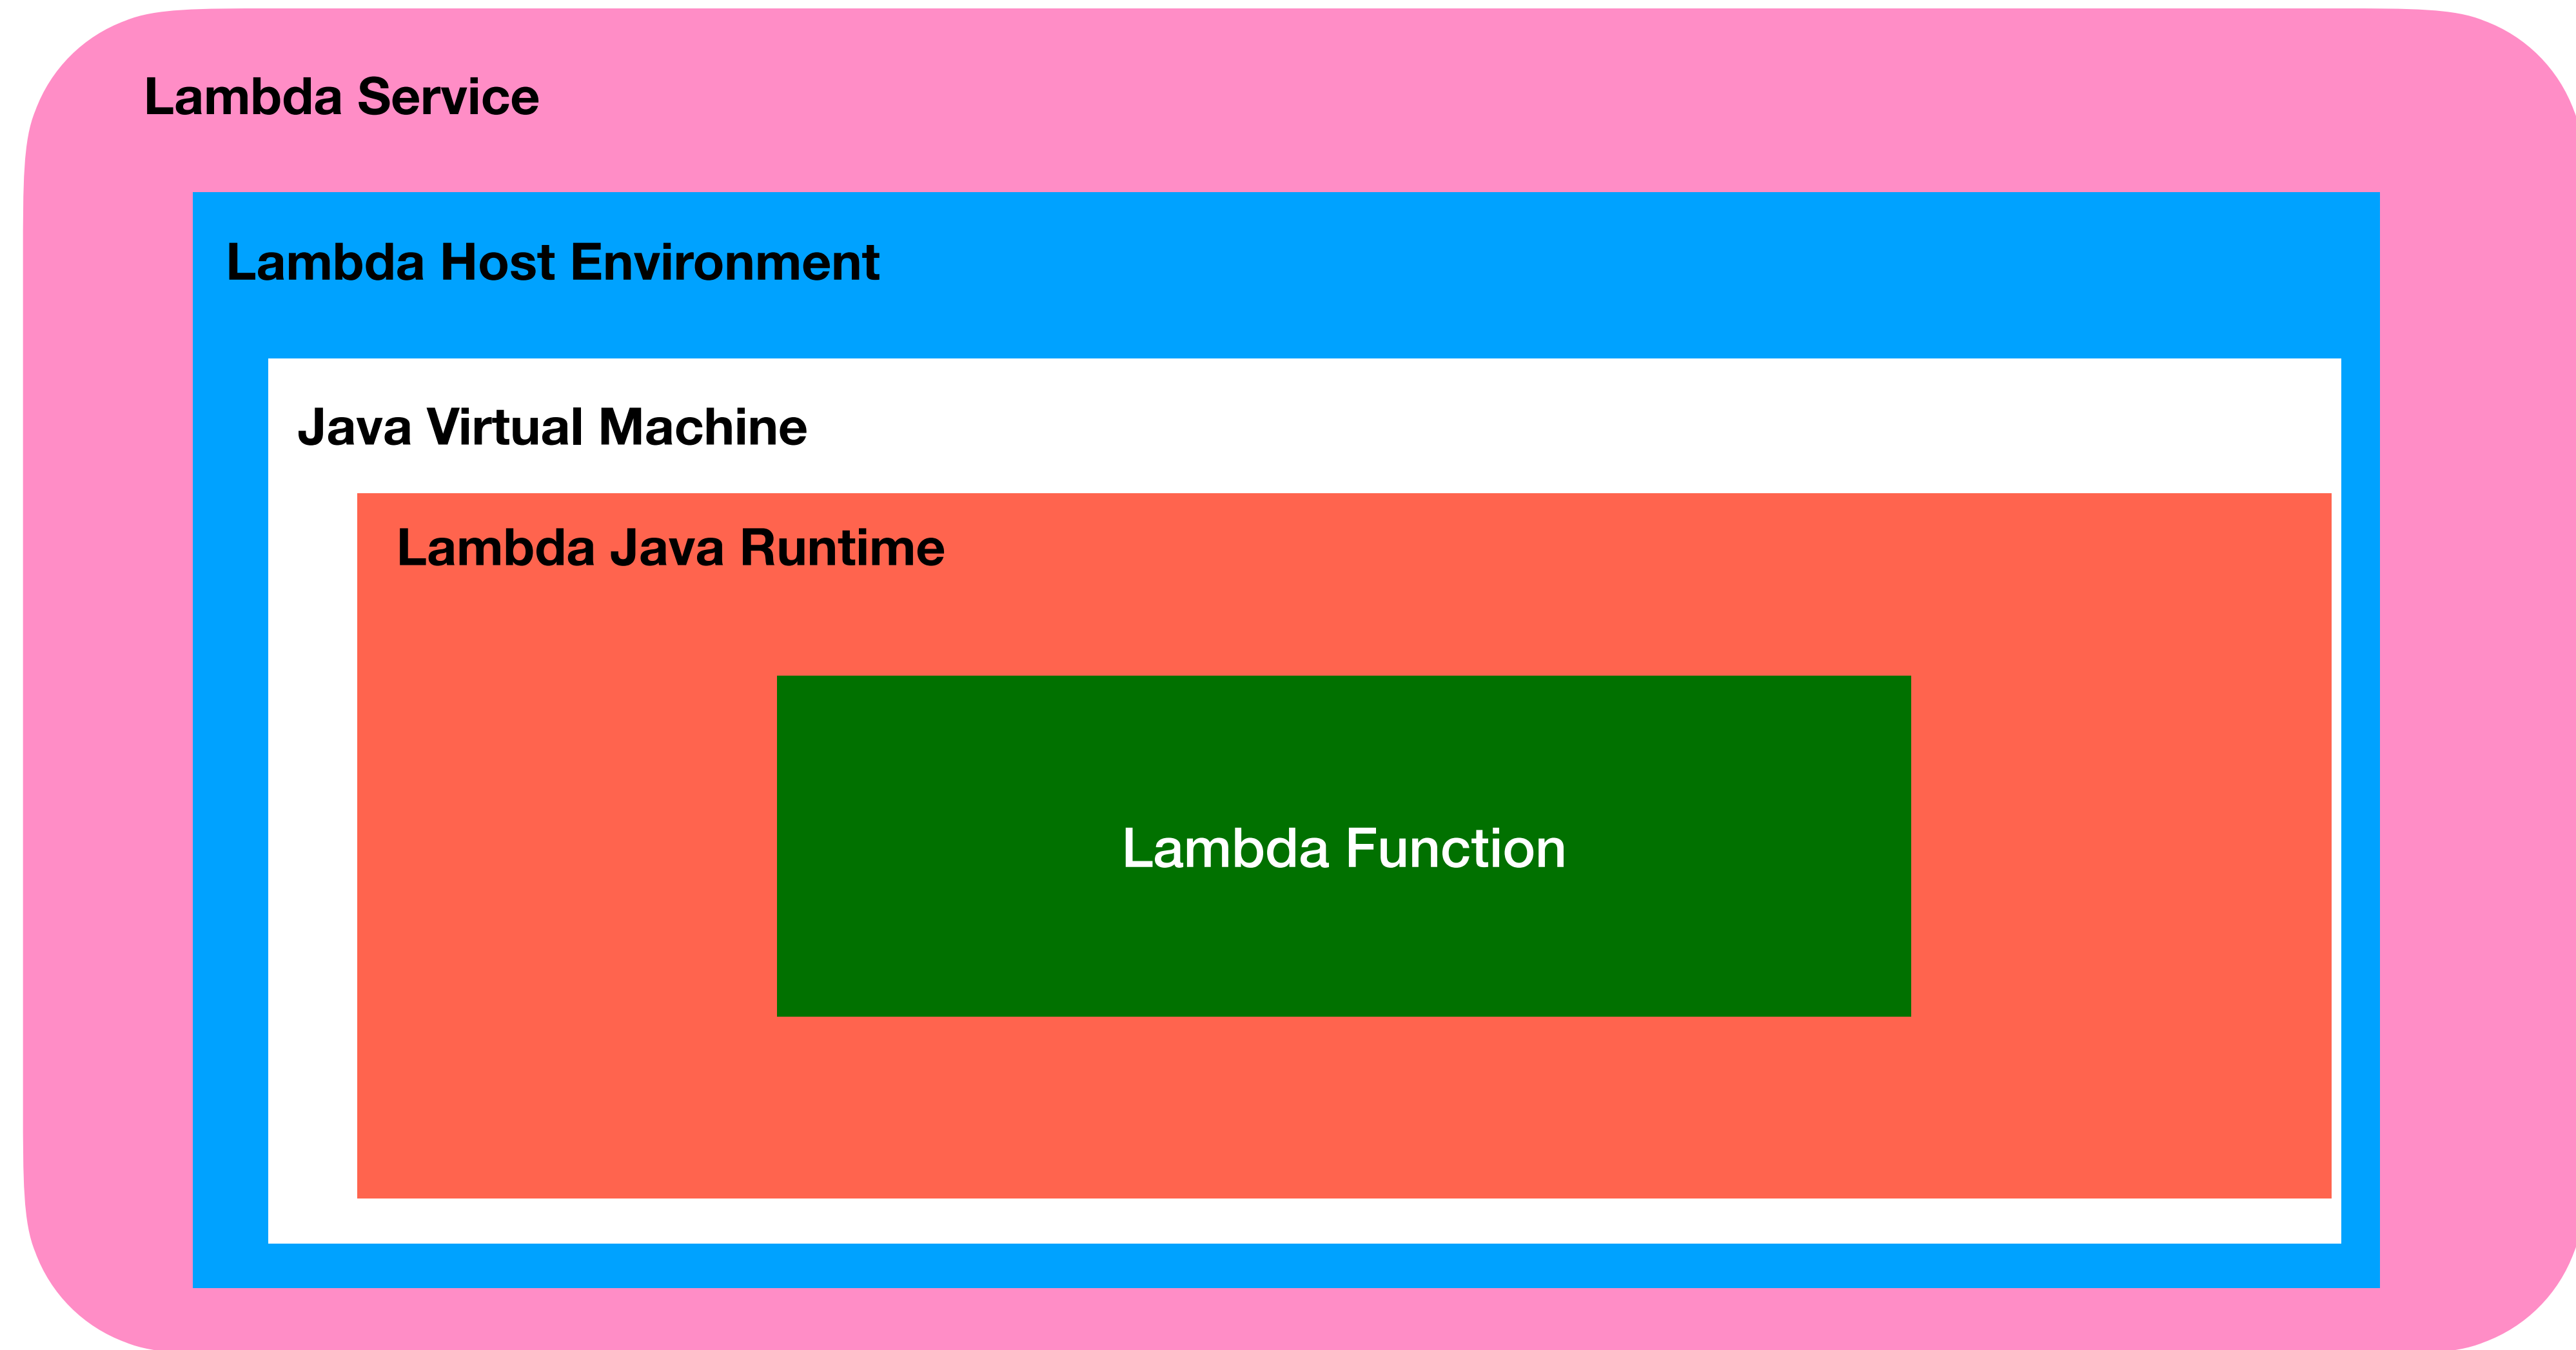 Lambda Service
Lambda Host Environment
Java Virtual Machine
Lambda Java Runtime
Lambda Function